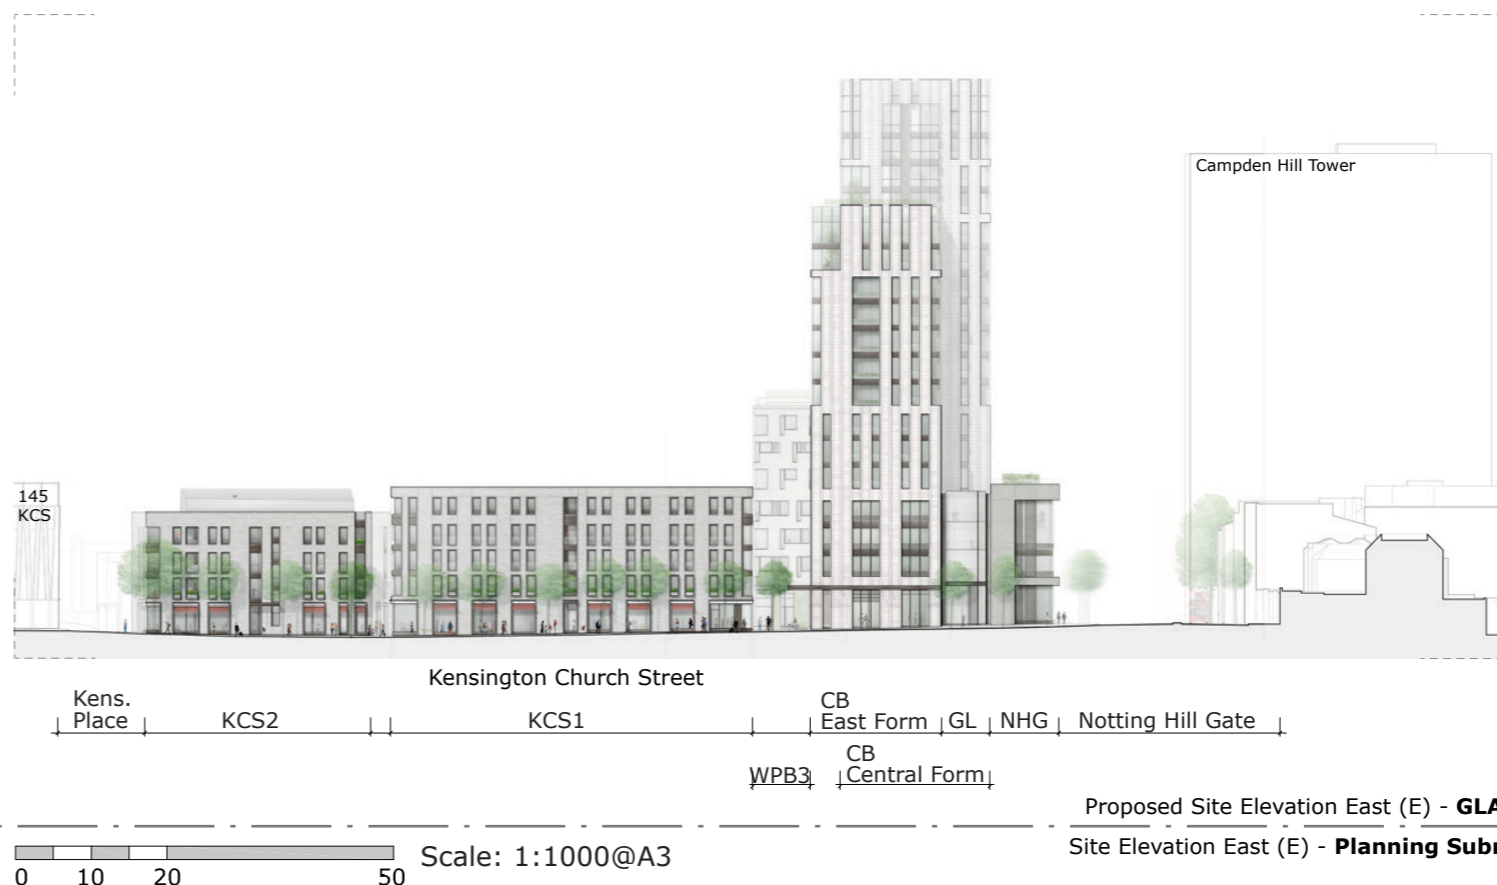 Campden Hill Tower
145
KCS
Kensington Church Street
Kens.
Place
KCS2
KCS1
CB
East Form
GL
NHG
Notting Hill Gate
WPB3
CB
Central Form
Proposed Site Elevation East (E) - GLA
Site Elevation East (E) - Planning
Scale: 1:1000@A3
0 10 20 50